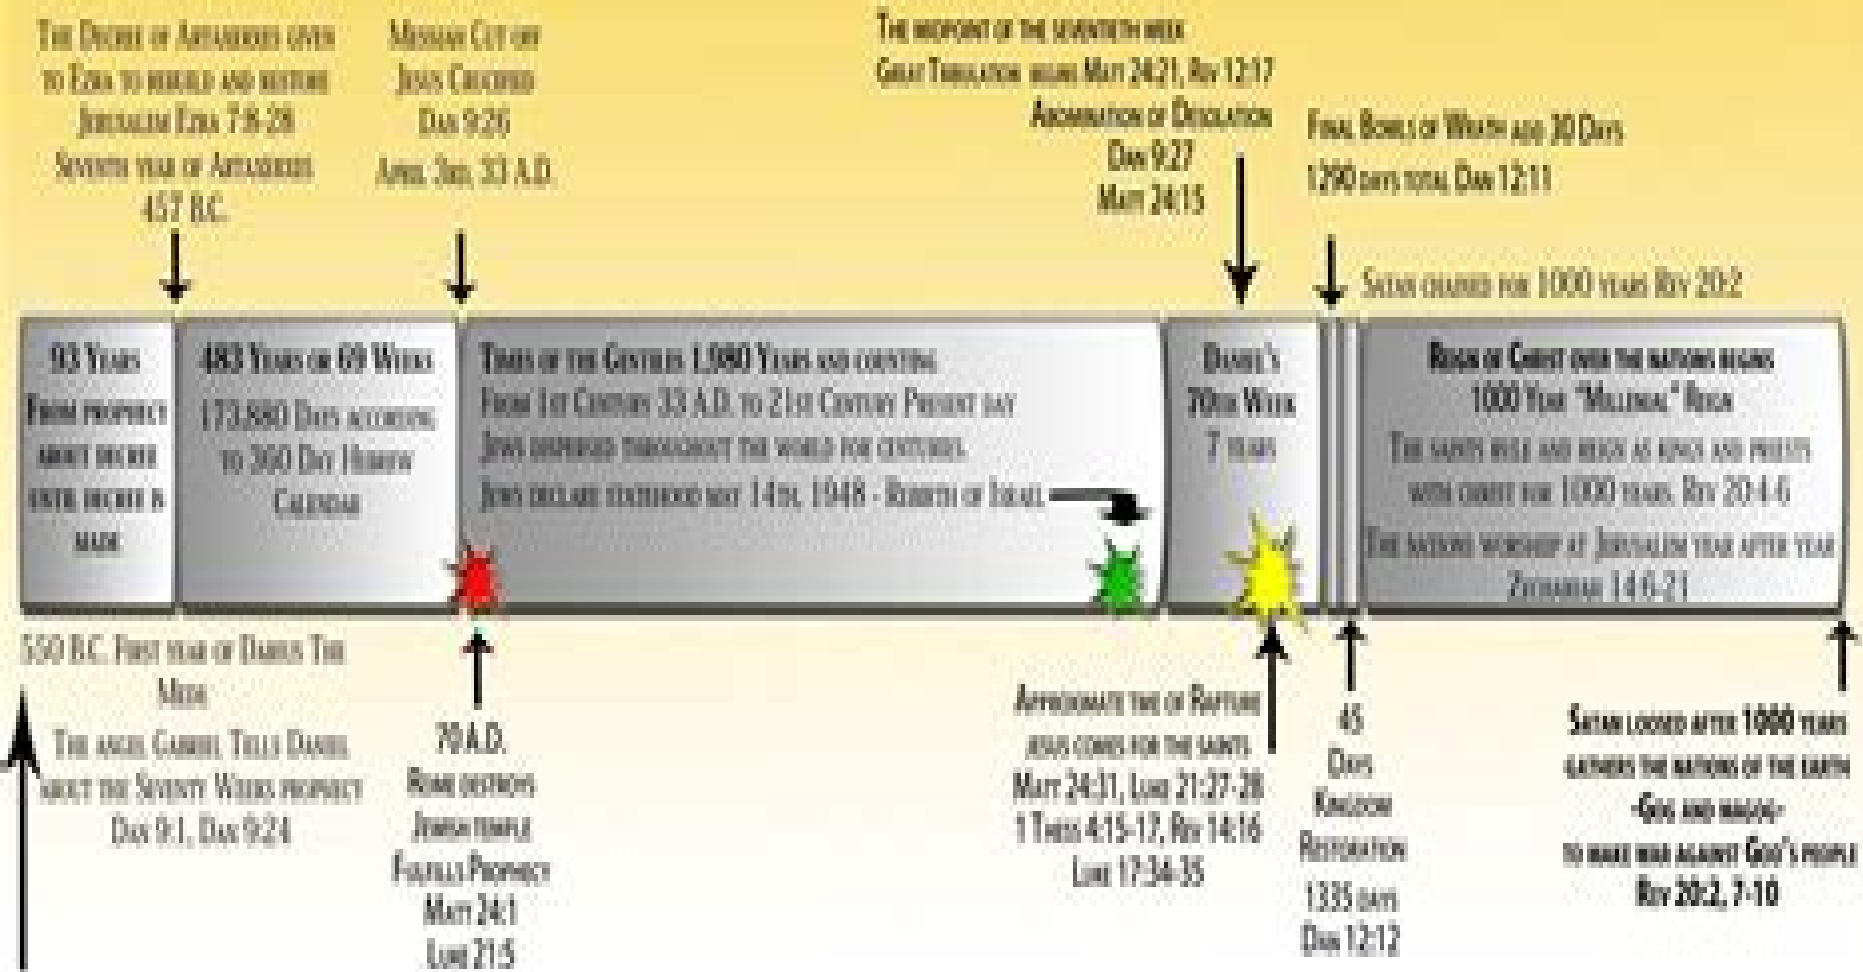 The Decree of Artaxerxes given
to Ezra to rebuild and restore
Jerusalem Ezra 7:8-28
Seventh year of Artaxerxes
457 B.C.
Messiah Cut off
Jesus Crucified
Dan 9:26
April 3rd, 33 A.D.
The midpoint of the seventieth week
Great Tribulation begins Matt 24:21, Rev 12:17
Abomination of Desolation
Dan 9:27
Matt 24:15
Final Bowls of Wrath add 30 Days
1290 days total Dan 12:11
Satan chained for 1000 years Rev 20:2
93 Years
From prophecy
about decree
until decree is
made
483 Years or 69 Weeks
173,880 Days according
to 360 Day Hebrew
Calendar
Times of the Gentiles 1,980 Years and counting
From 1st Century 33 A.D. to 21st Century Present day
Jews dispersed throughout the world for centuries.
Jews declare statehood may 14th, 1948 - Rebirth of Israel
Daniel's
70th Week
7 years
Reign of Christ over the nations begins
1000 Year "Millenial" Reign
The saints rule and reign as kings and priests
with christ for 1000 years. Rev 20:4-6
The nations worship at Jerusalem year after year
Zechariah 14:6-21
550 B.C. First year of Darius The
Mede
The angel Gabriel Tells Daniel
about the Seventy Weeks prophecy
Dan 9:1, Dan 9:24
70 A.D.
Rome destroys
Jewish temple
Fulfills Prophecy
Matt 24:1
Luke 21:5
Approximate time of Rapture
Jesus comes for the saints
Matt 24:31, Luke 21:27-28
1 Thess 4:15-17, Rev 14:16
Luke 17:34-35
45
Days
Kingdom
Restoration
1335 days
Dan 12:12
Satan loosed after 1000 years
gathers the nations of the earth
-Gog and magog-
to make war against God's people
Rev 20:2, 7-10